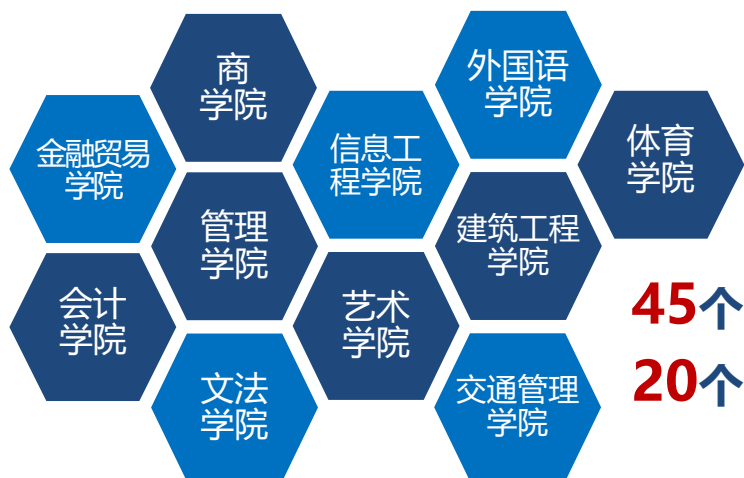 商
学院
外国语
学院
金融贸易
学院
信息工
程学院
体育
学院
管理
学院
建筑工程
学院
会计
学院
艺术
学院
45个
文法
学院
交通管理
学院
20个